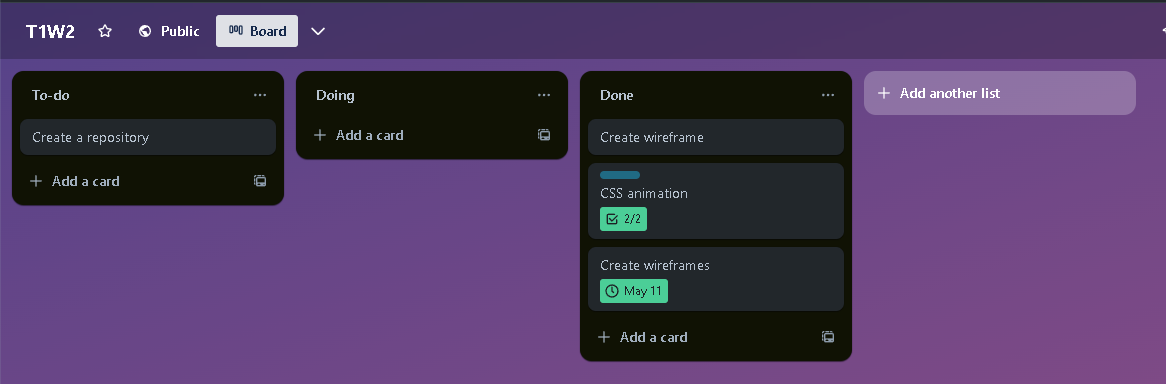 T1W2
Public
Board
To-do
Create a repository
Add a card
Doing
Add a card
Done
Create wireframe
CSS animation
2/2
Create wireframes
May 11
Add a card
Add another list